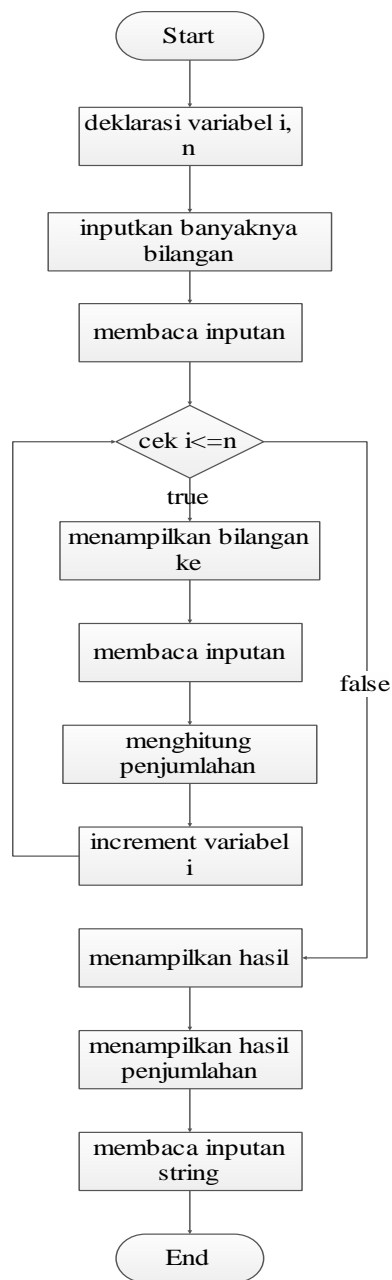 Start
deklarasi variabel i,
n
inputkan banyaknya
bilangan
membaca inputan
cek i<=n
true
menampilkan bilangan
ke
membaca inputan
false
menghitung
penjumlahan
increment variabel
i
menampilkan hasil
menampilkan hasil
penjumlahan
membaca inputan
string
End